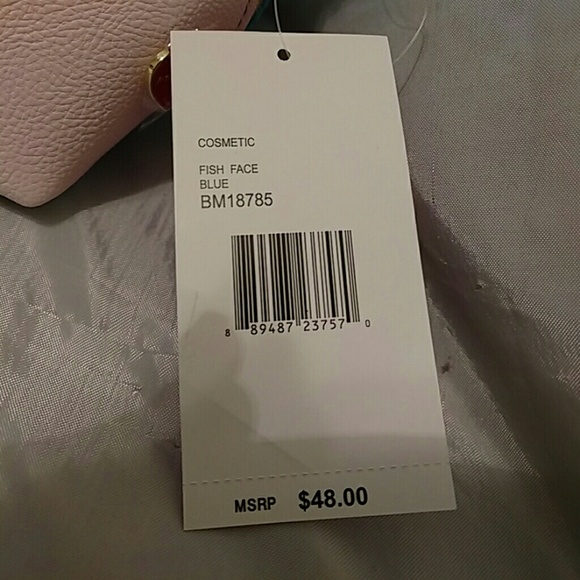 COSMETIC
FISH FACE
BLUE
BM18785
8 89487 23757 0
MSRP $48.00